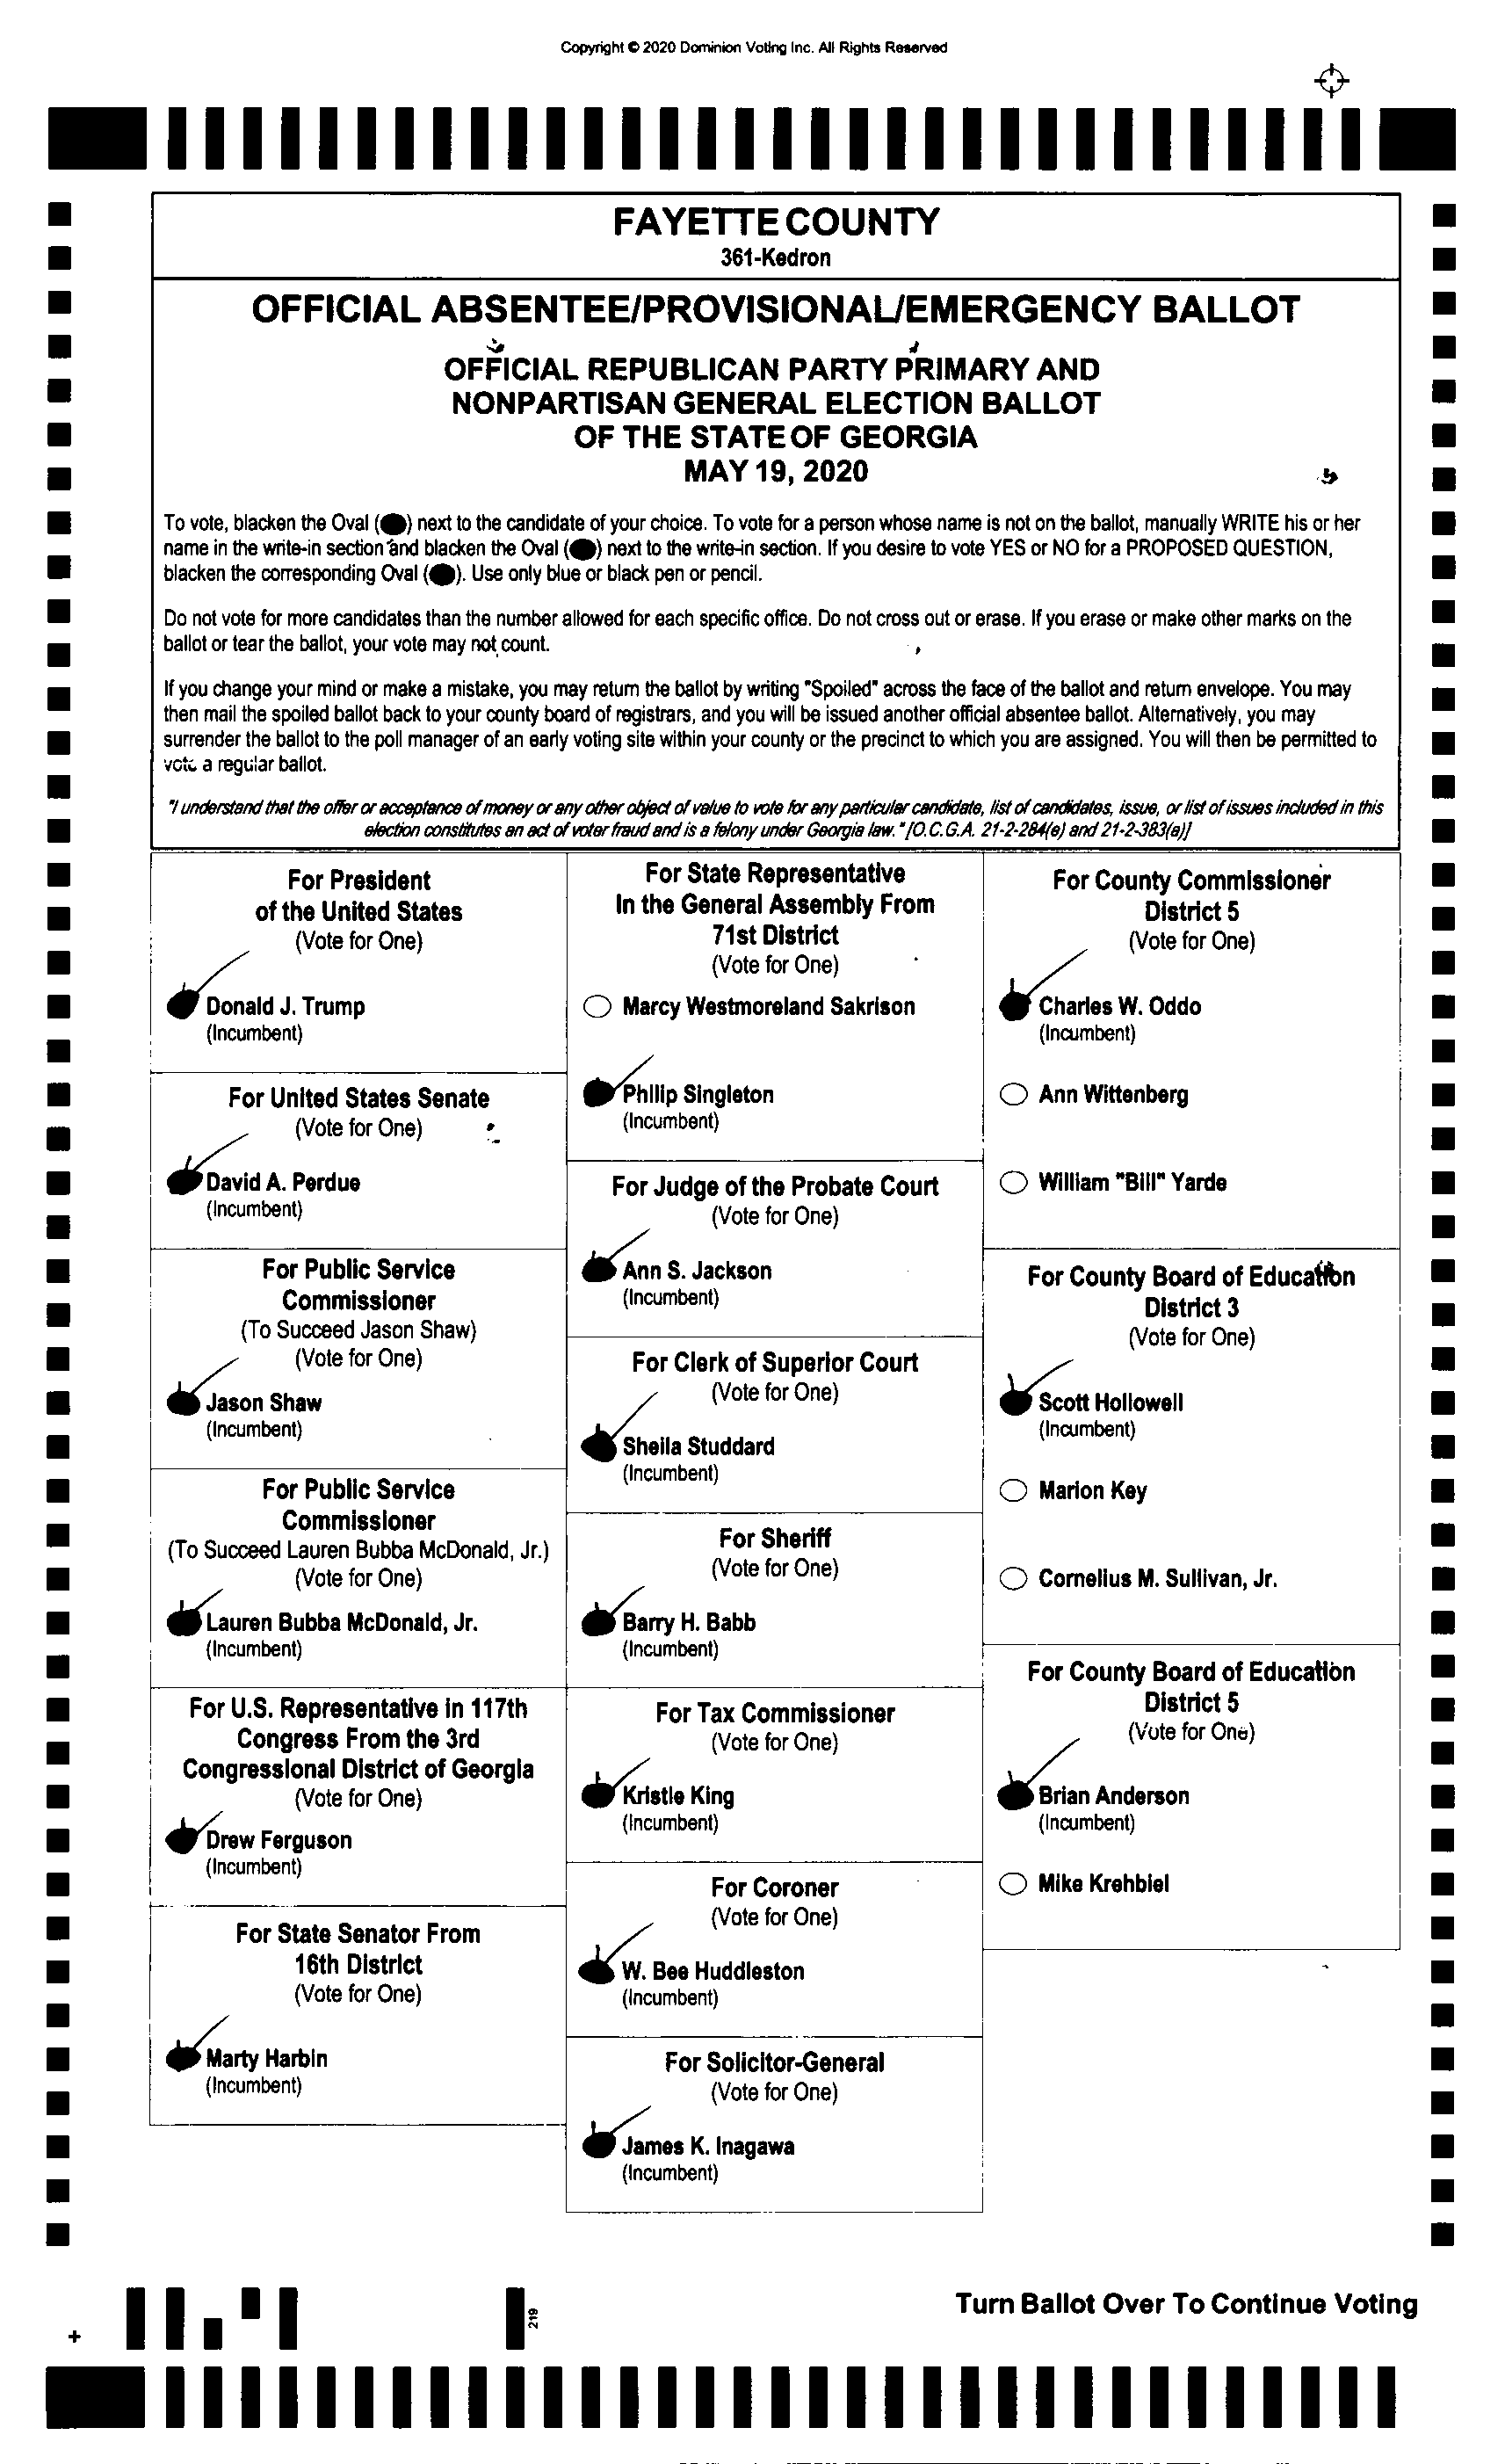 Copyright © 2020 Dominion Voting Inc. All Rights Reserved
FAYETTE COUNTY
361-Kedron
OFFICIAL ABSENTEE/PROVISIONAL/EMERGENCY BALLOT
OFFICIAL REPUBLICAN PARTY PRIMARY AND
NONPARTISAN GENERAL ELECTION BALLOT
OF THE STATE OF GEORGIA
MAY 19, 2020
To vote, blacken the Oval ( ) next to the candidate of your choice. To vote for a person whose name is not on the ballot, manually WRITE his or her
name in the write-in section and blacken the Oval ( ) next to the write-in section. If you desire to vote YES or NO for a PROPOSED QUESTION,
blacken the corresponding Oval ( ). Use only blue or black pen or pencil.
Do not vote for more candidates than the number allowed for each specific office. Do not cross out or erase. If you erase or make other marks on the
ballot or tear the ballot, your vote may not count.
If you change your mind or make a mistake, you may return the ballot by writing "Spoiled" across the face of the ballot and return envelope. You may
then mail the spoiled ballot back to your county board of registrars, and you will be issued another official absentee ballot. Alternatively, you may
surrender the ballot to the poll manager of an early voting site within your county or the precinct to which you are assigned. You will then be permitted to
vote a regular ballot.
"I understand that the offer or acceptance of money or any other object of value to vote for any particular candidate, list of candidates, issue, or list of issues included in this
election constitutes an act of voter fraud and is a felony under Georgia law." [O.C.G.A. 21-2-284(e) and 21-2-383(a)]
For President
of the United States
(Vote for One)
Donald J. Trump
(Incumbent)
For United States Senate
(Vote for One)
David A. Perdue
(Incumbent)
For Public Service
Commissioner
(To Succeed Jason Shaw)
(Vote for One)
Jason Shaw
(Incumbent)
For Public Service
Commissioner
(To Succeed Lauren Bubba McDonald, Jr.)
(Vote for One)
Lauren Bubba McDonald, Jr.
(Incumbent)
For U.S. Representative in 117th
Congress From the 3rd
Congressional District of Georgia
(Vote for One)
Drew Ferguson
(Incumbent)
For State Senator From
16th District
(Vote for One)
Marty Harbin
(Incumbent)
For State Representative
In the General Assembly From
71st District
(Vote for One)
Marcy Westmoreland Sakrison
Philip Singleton
(Incumbent)
For Judge of the Probate Court
(Vote for One)
Ann S. Jackson
(Incumbent)
For Clerk of Superior Court
(Vote for One)
Sheila Studdard
(Incumbent)
For Sheriff
(Vote for One)
Barry H. Babb
(Incumbent)
For Tax Commissioner
(Vote for One)
Kristie King
(Incumbent)
For Coroner
(Vote for One)
W. Bee Huddleston
(Incumbent)
For Solicitor-General
(Vote for One)
James K. Inagawa
(Incumbent)
For County Commissioner
District 5
(Vote for One)
Charles W. Oddo
(Incumbent)
Ann Wittenberg
William "Bill" Yarde
For County Board of Education
District 3
(Vote for One)
Scott Hollowell
(Incumbent)
Marion Key
Cornelius M. Sullivan, Jr.
For County Board of Education
District 5
(Vote for One)
Brian Anderson
(Incumbent)
Mike Krehbiel
Turn Ballot Over To Continue Voting
219